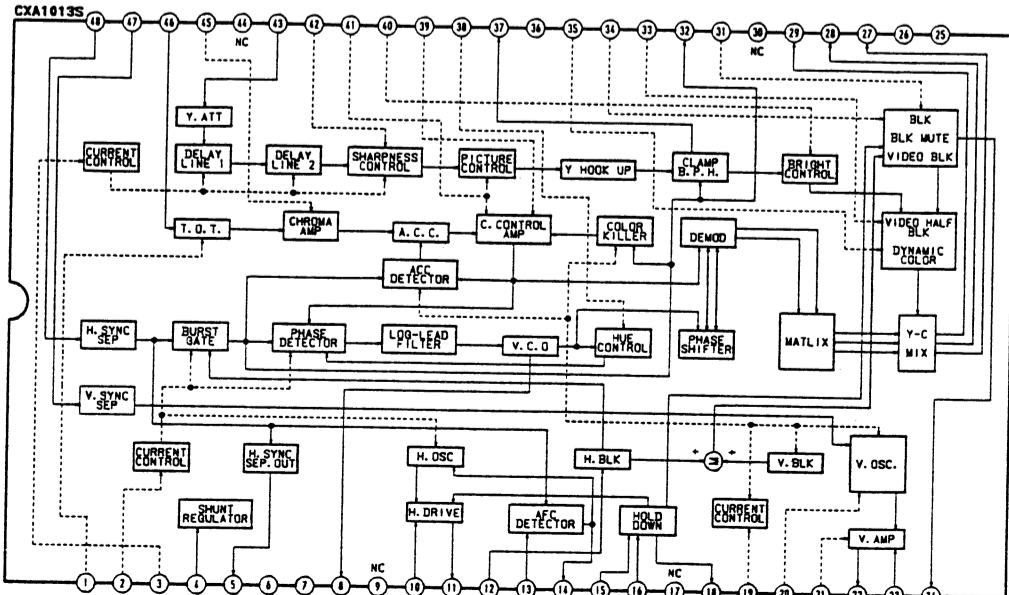 CXA1013S
48 47 46 45 44 43 42 41 40 39 38 37 36 35 34 33 32 31 30 29 28 27 26 25
NC
NC
Y. ATT
BLK
BLK MUTE
VIDEO BLK
CURRENT
CONTROL
DELAY
LINE 1
DELAY
LINE 2
SHARPNESS
CONTROL
PICTURE
CONTROL
Y HOOK UP
CLAMP
B.P.H.
BRIGHT
CONTROL
T.O.T.
CHROMA
AMP
A.C.C.
C. CONTROL
AMP
COLOR
KILLER
DEMOD
VIDEO HALF
BLK
DYNAMIC
COLOR
ACC
DETECTOR
H. SYNC
SEP
BURST
GATE
PHASE
DETECTOR
LOG-LEAD
FILTER
V.C.O
HUE
CONTROL
PHASE
SHIFTER
MATLIX
Y-C
MIX
V. SYNC
SEP
CURRENT
CONTROL
H. SYNC
SEP. OUT
H. OSC
H. BLK
+
+
V. BLK
V. OSC.
SHUNT
REGULATOR
H. DRIVE
AFC
DETECTOR
HOLD
DOWN
CURRENT
CONTROL
V. AMP
NC
NC
1 2 3 4 5 6 7 8 9 10 11 12 13 14 15 16 17 18 19 20 21 22 23 24